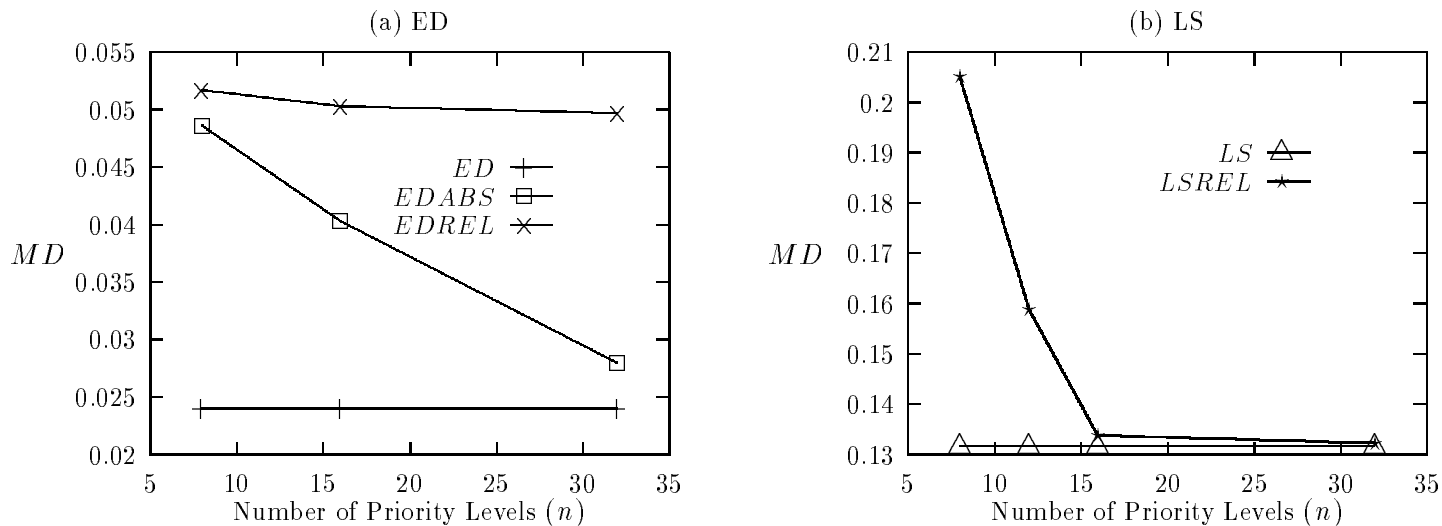 (a) ED
0.055
0.05
0.045
0.04
0.035
0.03
0.025
0.02
MD
ED
EDABS
EDREL
5 10 15 20 25 30 35
Number of Priority Levels (n)
(b) LS
0.21
0.2
0.19
0.18
0.17
0.16
0.15
0.14
0.13
MD
LS
LSREL
5 10 15 20 25 30 35
Number of Priority Levels (n)